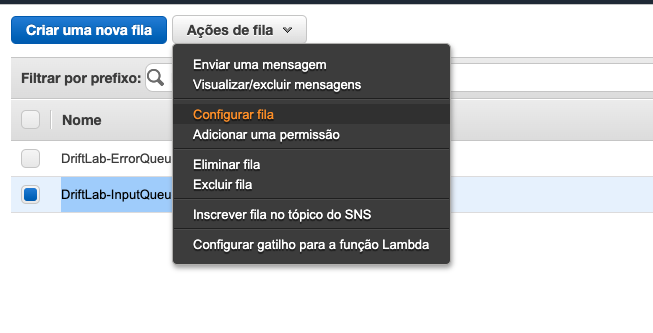 Criar uma nova fila
Ações de fila
Enviar uma mensagem
Visualizar/excluir mensagens
Filtrar por prefixo:
Configurar fila
Nome
Adicionar uma permissão
DriftLab-ErrorQueu
Eliminar fila
Excluir fila
DriftLab-InputQueu
Inscrever fila no tópico do SNS
Configurar gatilho para a função Lambda